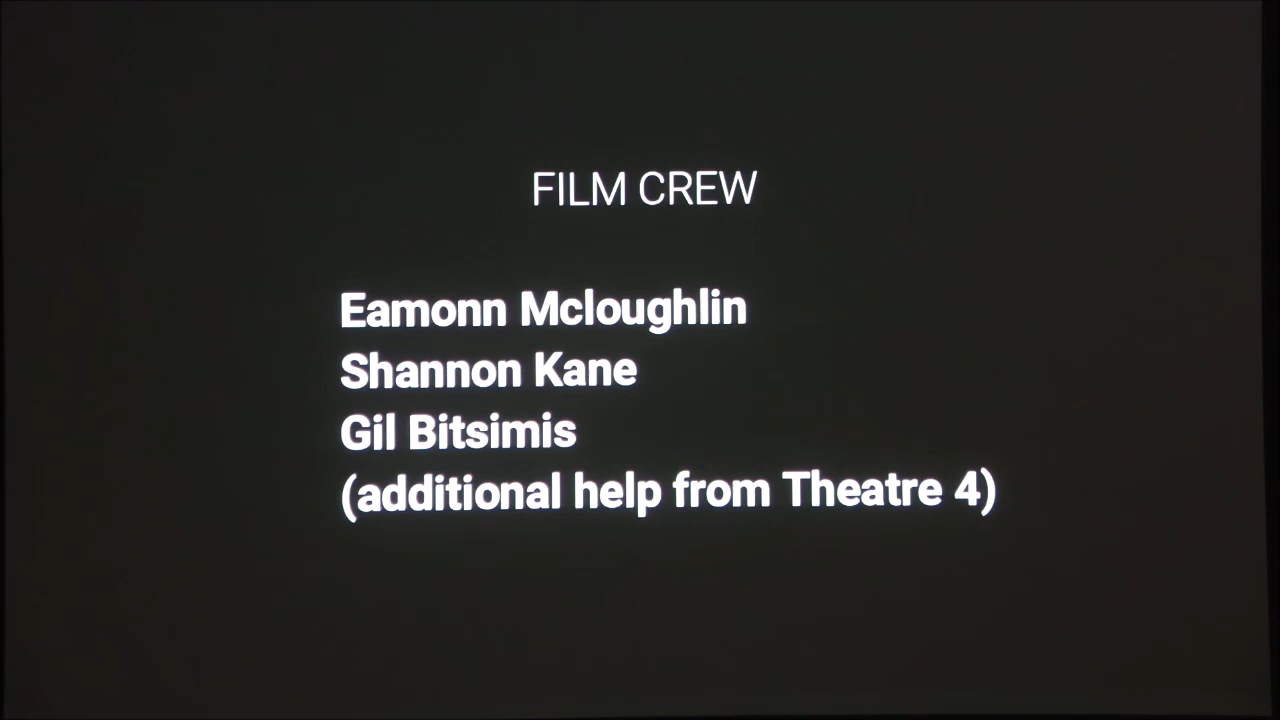 FILM CREW
Eamonn Mcloughlin
Shannon Kane
Gil Bitsimis
(additional help from Theatre 4)